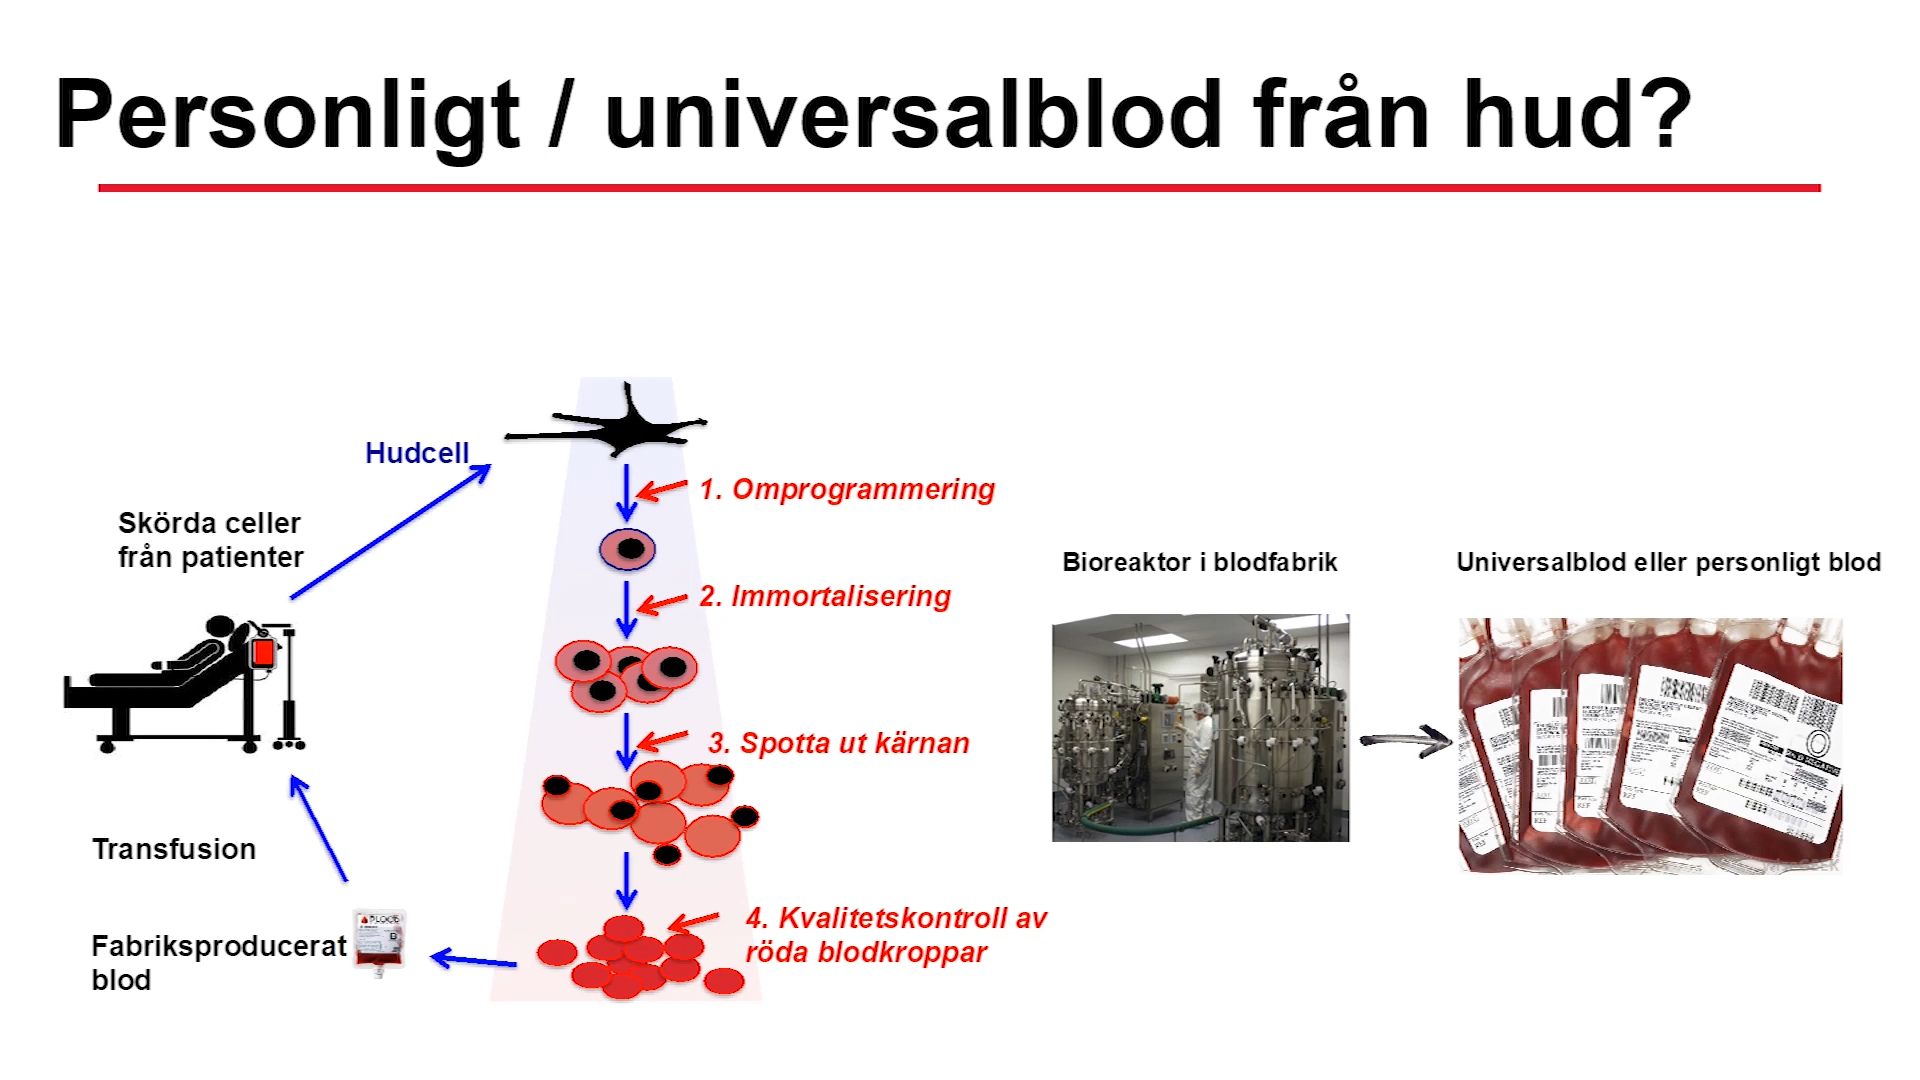 Personligt / universalblod från hud?
Hudcell
1. Omprogrammering
Skörda celler
från patienter
Bioreaktor i blodfabrik
Universalblod eller personligt blod
2. Immortalisering
3. Spotta ut kärnan
Transfusion
4. Kvalitetskontroll av
röda blodkroppar
Fabriksproducerat
blod
BLOOD